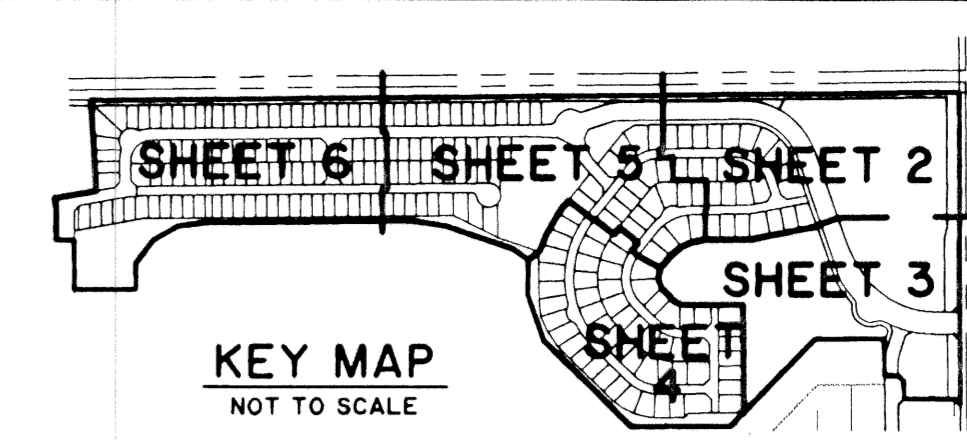 SHEET 6
SHEET 5
SHEET 2
SHEET 3
SHEET
4
KEY MAP
NOT TO SCALE